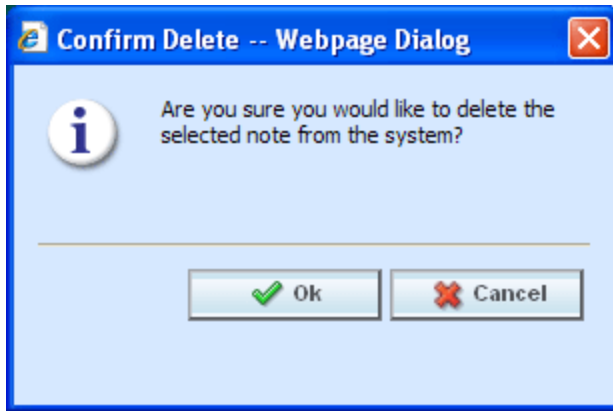 Confirm Delete -- Webpage Dialog
Are you sure you would like to delete the
selected note from the system?
Ok
Cancel